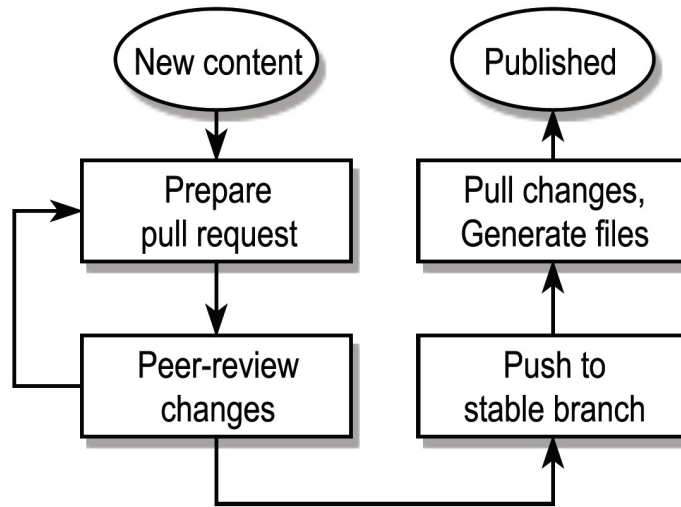 New content
Prepare
pull request
Peer-review
changes
Push to
stable branch
Pull changes,
Generate files
Published